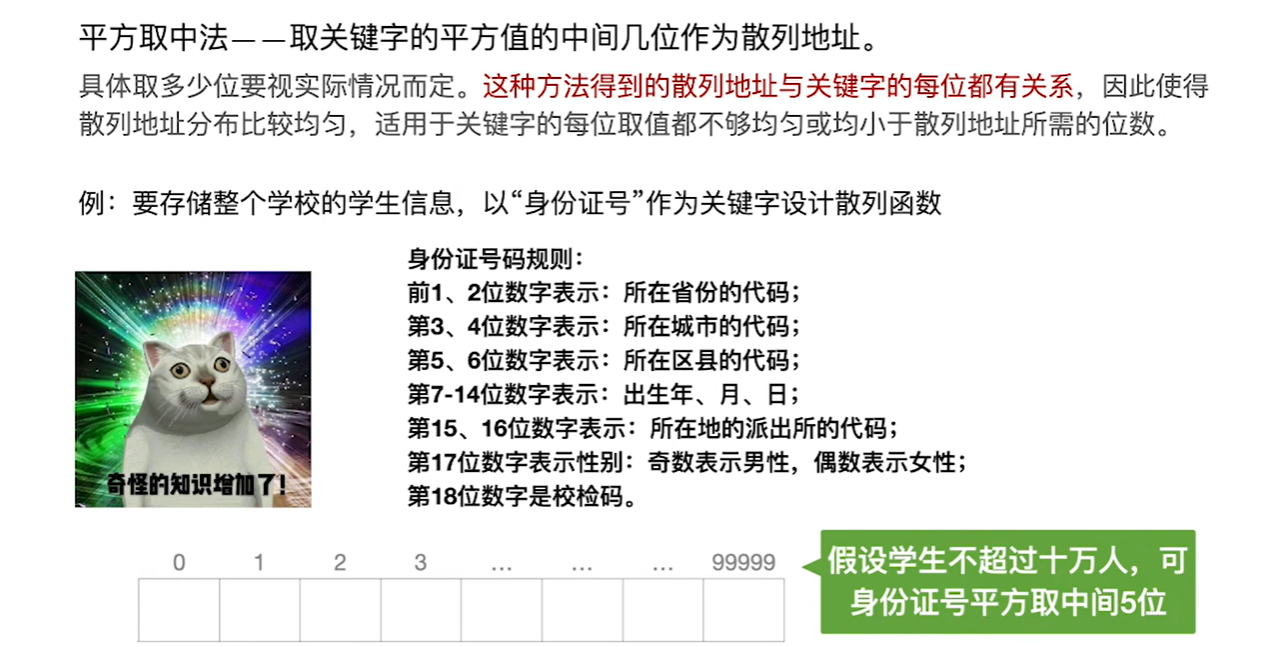 平方取中法——取关键字的平方值的中间几位作为散列地址。
具体取多少位要视实际情况而定。这种方法得到的散列地址与关键字的每位都有关系，因此使得
散列地址分布比较均匀，适用于关键字的每位取值都不够均匀或均小于散列地址所需的位数。
例：要存储整个学校的学生信息，以“身份证号”作为关键字设计散列函数
身份证号码规则：
前1、2位数字表示：所在省份的代码；
第3、4位数字表示：所在城市的代码；
第5、6位数字表示：所在区县的代码；
第7-14位数字表示：出生年、月、日；
第15、16位数字表示：所在地的派出所的代码；
第17位数字表示性别：奇数表示男性，偶数表示女性；
第18位数字是校检码。
奇怪的知识增加了！
0 1 2 3 … … … 99999
假设学生不超过十万人，可
身份证号平方取中间5位